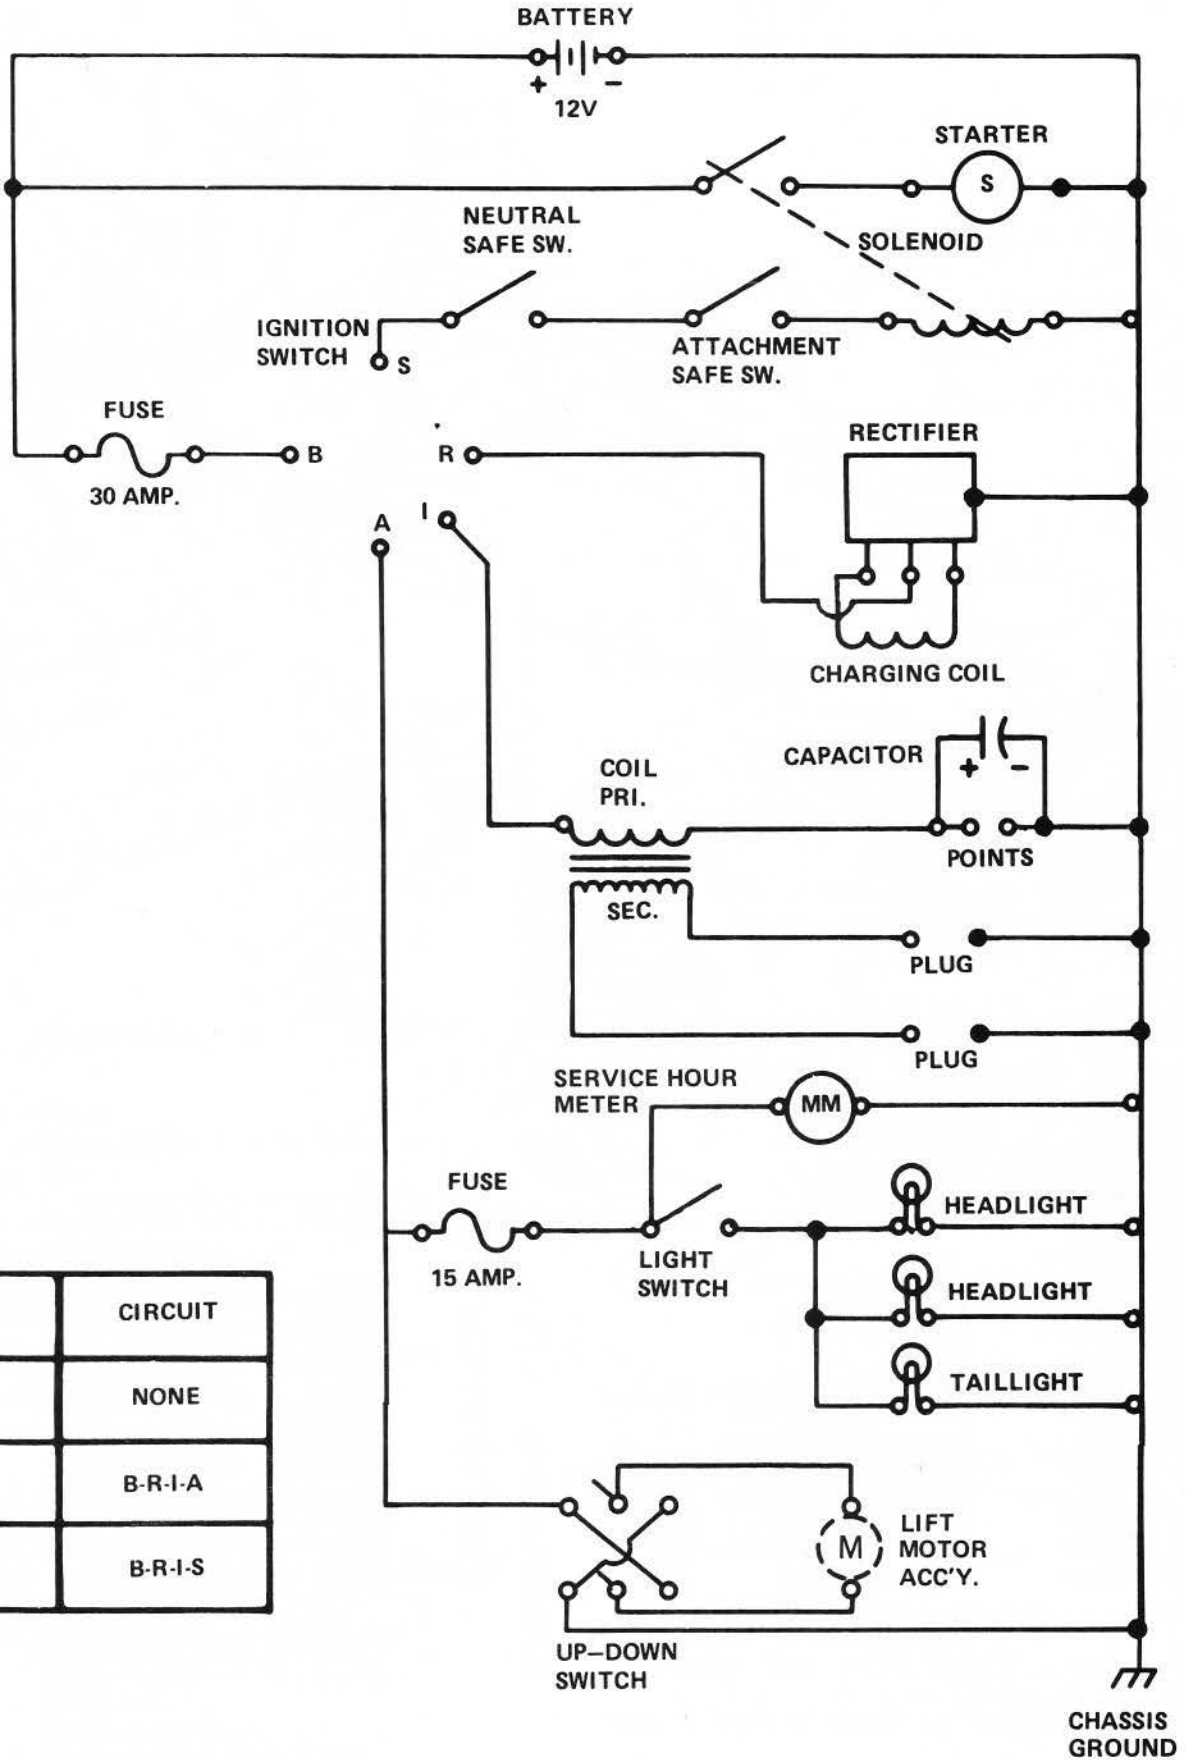 BATTERY
+ −
12V
STARTER
S
NEUTRAL
SAFE SW.
SOLENOID
IGNITION
SWITCH
S
ATTACHMENT
SAFE SW.
FUSE
B
R
30 AMP.
RECTIFIER
A
I
CHARGING COIL
CAPACITOR
+ −
COIL
PRI.
POINTS
SEC.
PLUG
PLUG
SERVICE HOUR
METER
MM
FUSE
15 AMP.
LIGHT
SWITCH
HEADLIGHT
HEADLIGHT
TAILLIGHT
CIRCUIT
NONE
B-R-I-A
B-R-I-S
M
LIFT
MOTOR
ACC'Y.
UP–DOWN
SWITCH
CHASSIS
GROUND